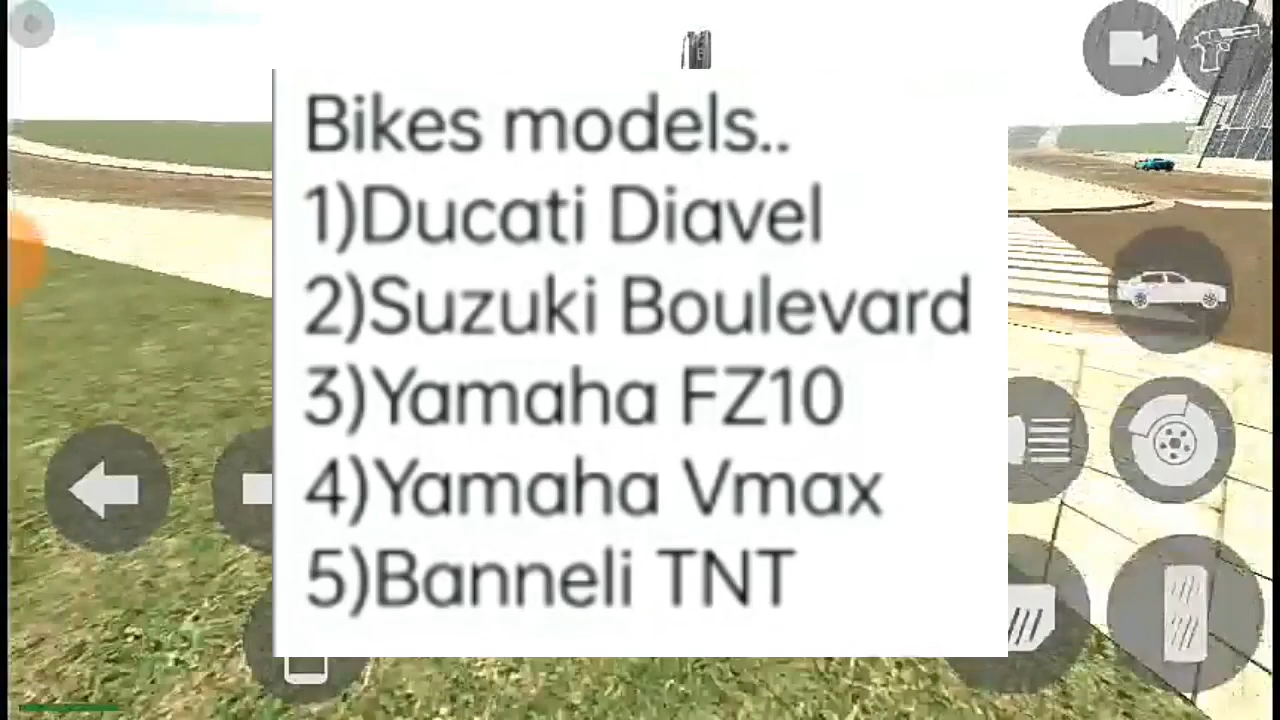 Bikes models..
1)Ducati Diavel
2)Suzuki Boulevard
3)Yamaha FZ10
4)Yamaha Vmax
5)Banneli TNT